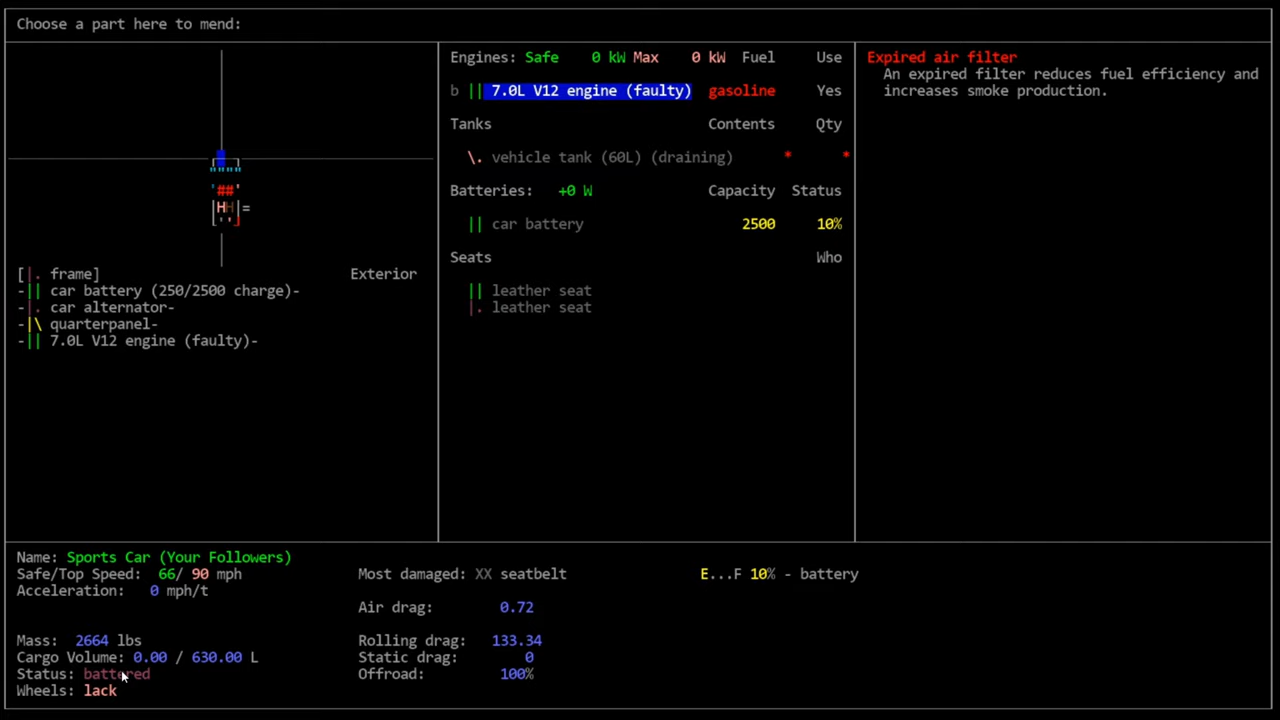 Choose a part here to mend:
[|. frame] Exterior
-|| car battery (250/2500 charge)-
-|. car alternator-
-|\ quarterpanel-
-|| 7.0L V12 engine (faulty)-
Engines: Safe 0 kW Max 0 kW Fuel Use
b || 7.0L V12 engine (faulty) gasoline Yes
Tanks Contents Qty
\. vehicle tank (60L) (draining) * *
Batteries: +0 W Capacity Status
|| car battery 2500 10%
Seats Who
|| leather seat
|. leather seat
Expired air filter
An expired filter reduces fuel efficiency and
increases smoke production.
Name: Sports Car (Your Followers)
Safe/Top Speed: 66/ 90 mph
Acceleration: 0 mph/t
Mass: 2664 lbs
Cargo Volume: 0.00 / 630.00 L
Status: battered
Wheels: lack
Most damaged: XX seatbelt
Air drag: 0.72
Rolling drag: 133.34
Static drag: 0
Offroad: 100%
E...F 10% - battery